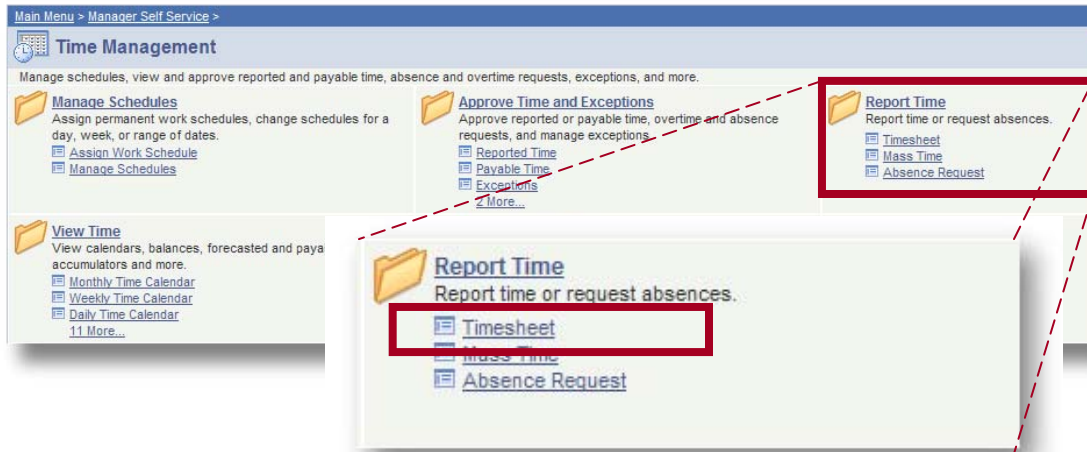 Main Menu > Manager Self Service >
Time Management
Manage schedules, view and approve reported and payable time, absence and overtime requests, exceptions, and more.
Manage Schedules
Assign permanent work schedules, change schedules for a
day, week, or range of dates.
Assign Work Schedule
Manage Schedules
Approve Time and Exceptions
Approve reported or payable time, overtime and absence
requests, and manage exceptions.
Reported Time
Payable Time
Exceptions
2 More...
Report Time
Report time or request absences.
Timesheet
Mass Time
Absence Request
View Time
View calendars, balances, forecasted and paya
accumulators and more.
Monthly Time Calendar
Weekly Time Calendar
Daily Time Calendar
11 More...
Report Time
Report time or request absences.
Timesheet
Mass Time
Absence Request